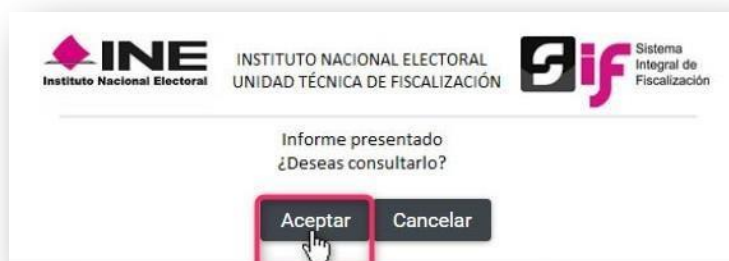 INE
Instituto Nacional Electoral
INSTITUTO NACIONAL ELECTORAL
UNIDAD TÉCNICA DE FISCALIZACIÓN
Sif
Sistema
Integral de
Fiscalización
Informe presentado
¿Deseas consultarlo?
Aceptar
Cancelar